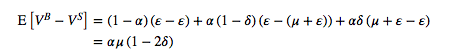 E [V^B − V^S] = (1 − α) (ε − ε) + α (1 − δ) (ε − (μ + ε)) + αδ (μ + ε − ε)
= αμ (1 − 2δ)